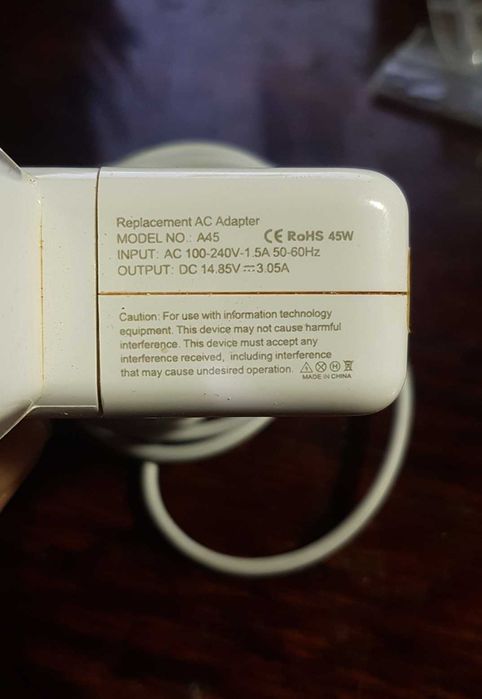 Replacement AC Adapter
MODEL NO.: A45 CE RoHS 45W
INPUT: AC 100-240V-1.5A 50-60Hz
OUTPUT: DC 14.85V⎓3.05A
Caution: For use with information technology
equipment. This device may not cause harmful
interference. This device must accept any
interference received, including interference
that may cause undesired operation.
MADE IN CHINA